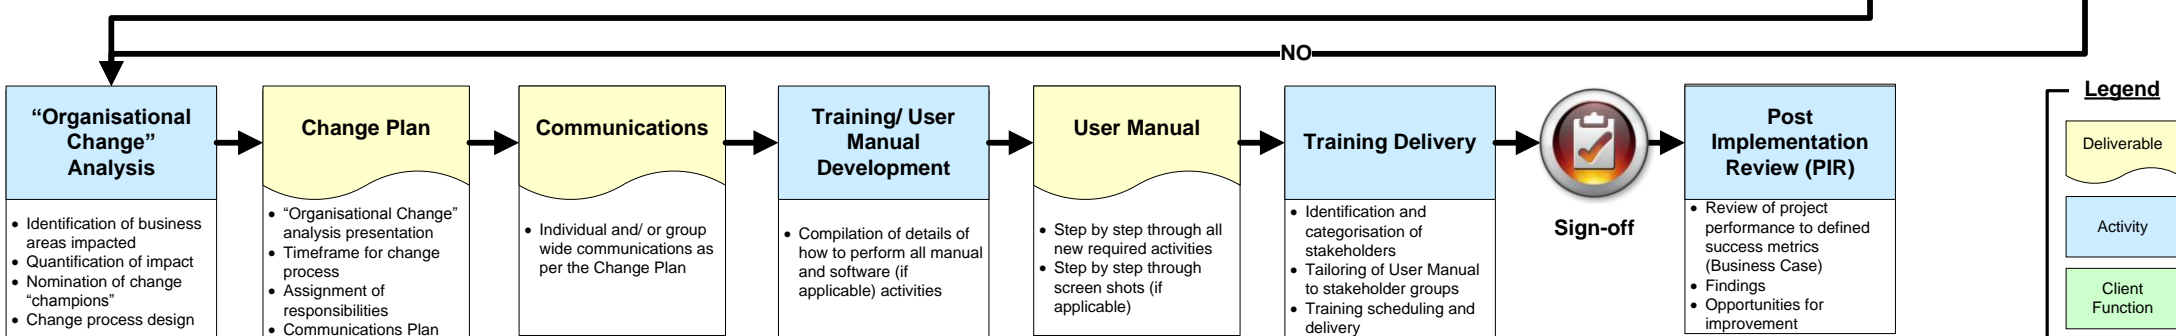 NO
“Organisational
Change”
Analysis
• Identification of business
areas impacted
• Quantification of impact
• Nomination of change
“champions”
• Change process design
Change Plan
• “Organisational Change”
analysis presentation
• Timeframe for change
process
• Assignment of
responsibilities
• Communications Plan
Communications
• Individual and/ or group
wide communications as
per the Change Plan
Training/ User
Manual
Development
• Compilation of details of
how to perform all manual
and software (if
applicable) activities
User Manual
• Step by step through all
new required activities
• Step by step through
screen shots (if
applicable)
Training Delivery
• Identification and
categorisation of
stakeholders
• Tailoring of User Manual
to stakeholder groups
• Training scheduling and
delivery
Sign-off
Post
Implementation
Review (PIR)
• Review of project
performance to defined
success metrics
(Business Case)
• Findings
• Opportunities for
improvement
Legend
Deliverable
Activity
Client
Function